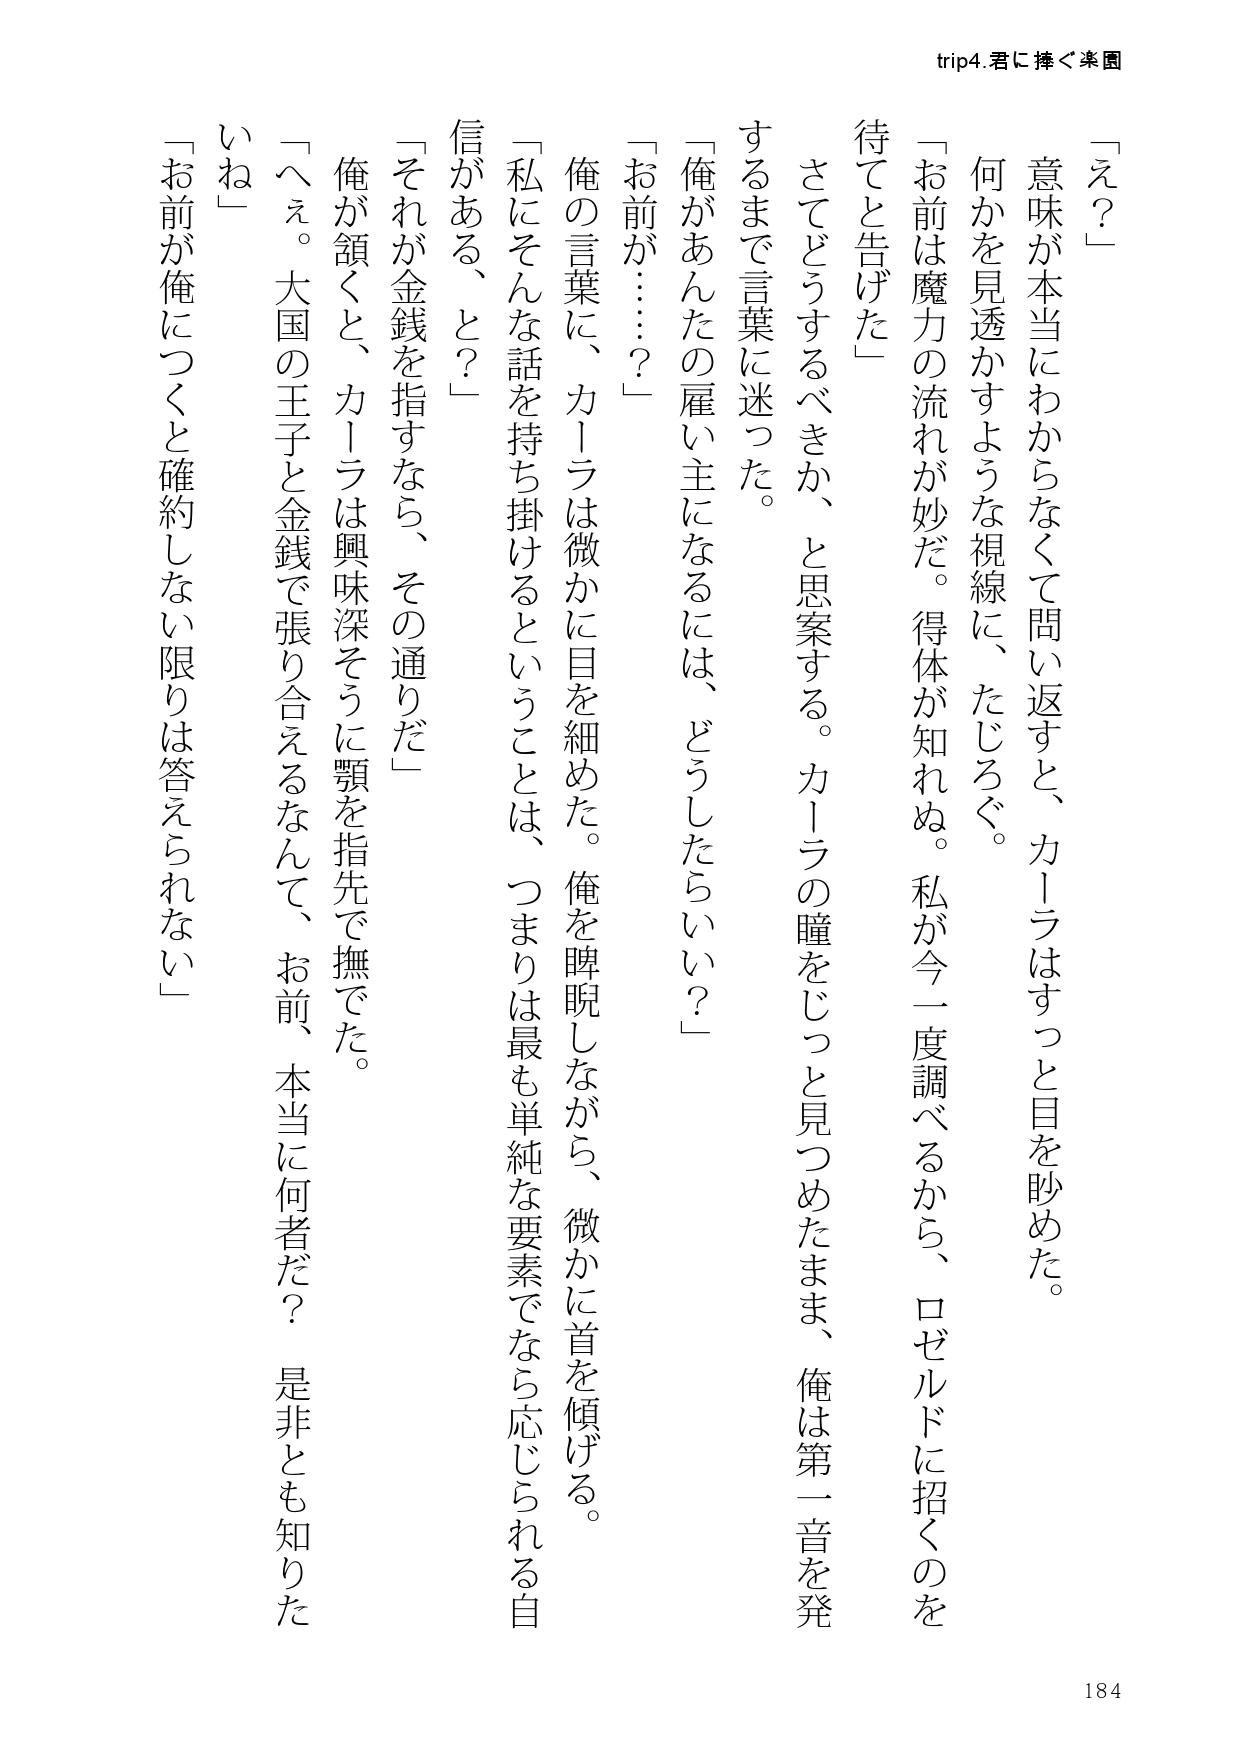 trip4.君に捧ぐ楽園
「え？」
　意味が本当にわからなくて問い返すと、カーラはすっと目を眇めた。
　何かを見透かすような視線に、たじろぐ。
「お前は魔力の流れが妙だ。得体が知れぬ。私が今一度調べるから、ロゼルドに招くのを
待てと告げた」
　さてどうするべきか、と思案する。カーラの瞳をじっと見つめたまま、俺は第一音を発
するまで言葉に迷った。
「俺があんたの雇い主になるには、どうしたらいい？」
「お前が……？」
　俺の言葉に、カーラは微かに目を細めた。俺を睥睨しながら、微かに首を傾げる。
「私にそんな話を持ち掛けるということは、つまりは最も単純な要素でなら応じられる自
信がある、と？」
「それが金銭を指すなら、その通りだ」
　俺が頷くと、カーラは興味深そうに顎を指先で撫でた。
「へぇ。大国の王子と金銭で張り合えるなんて、お前、本当に何者だ？　是非とも知りた
いね」
「お前が俺につくと確約しない限りは答えられない」
184